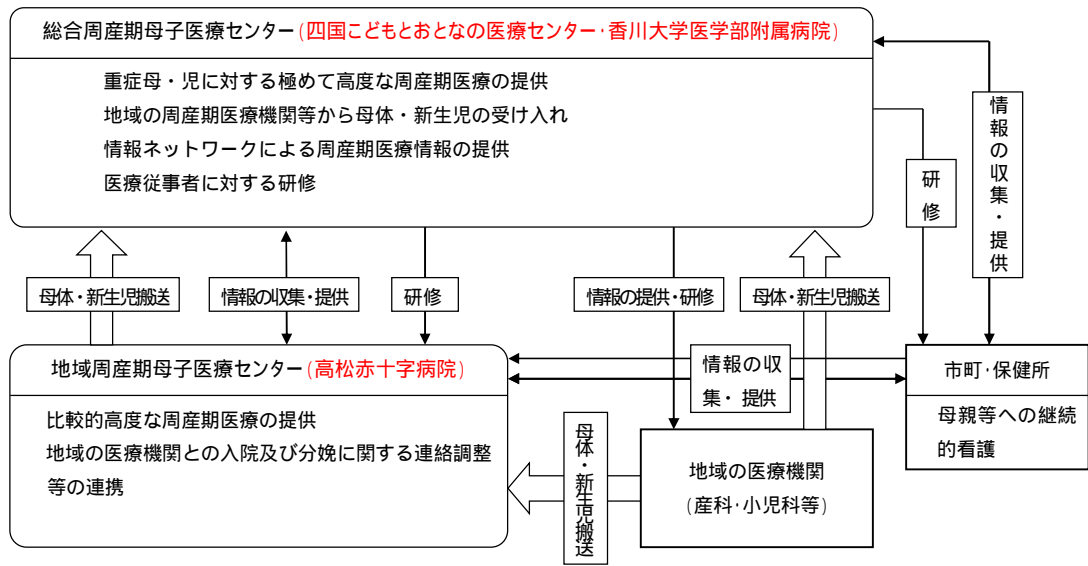 総合周産期母子医療センター(四国こどもとおとなの医療センター・香川大学医学部附属病院)
重症母・児に対する極めて高度な周産期医療の提供
地域の周産期医療機関等から母体・新生児の受け入れ
情報ネットワークによる周産期医療情報の提供
医療従事者に対する研修
情報の収集・提供
研修
母体・新生児搬送
情報の収集・提供
研修
情報の提供・研修
母体・新生児搬送
地域周産期母子医療センター(高松赤十字病院)
比較的高度な周産期医療の提供
地域の医療機関との入院及び分娩に関する連絡調整
等の連携
情報の収
集・提供
市町・保健所
母親等への継続
的看護
母体・新生児搬送
地域の医療機関
(産科・小児科等)